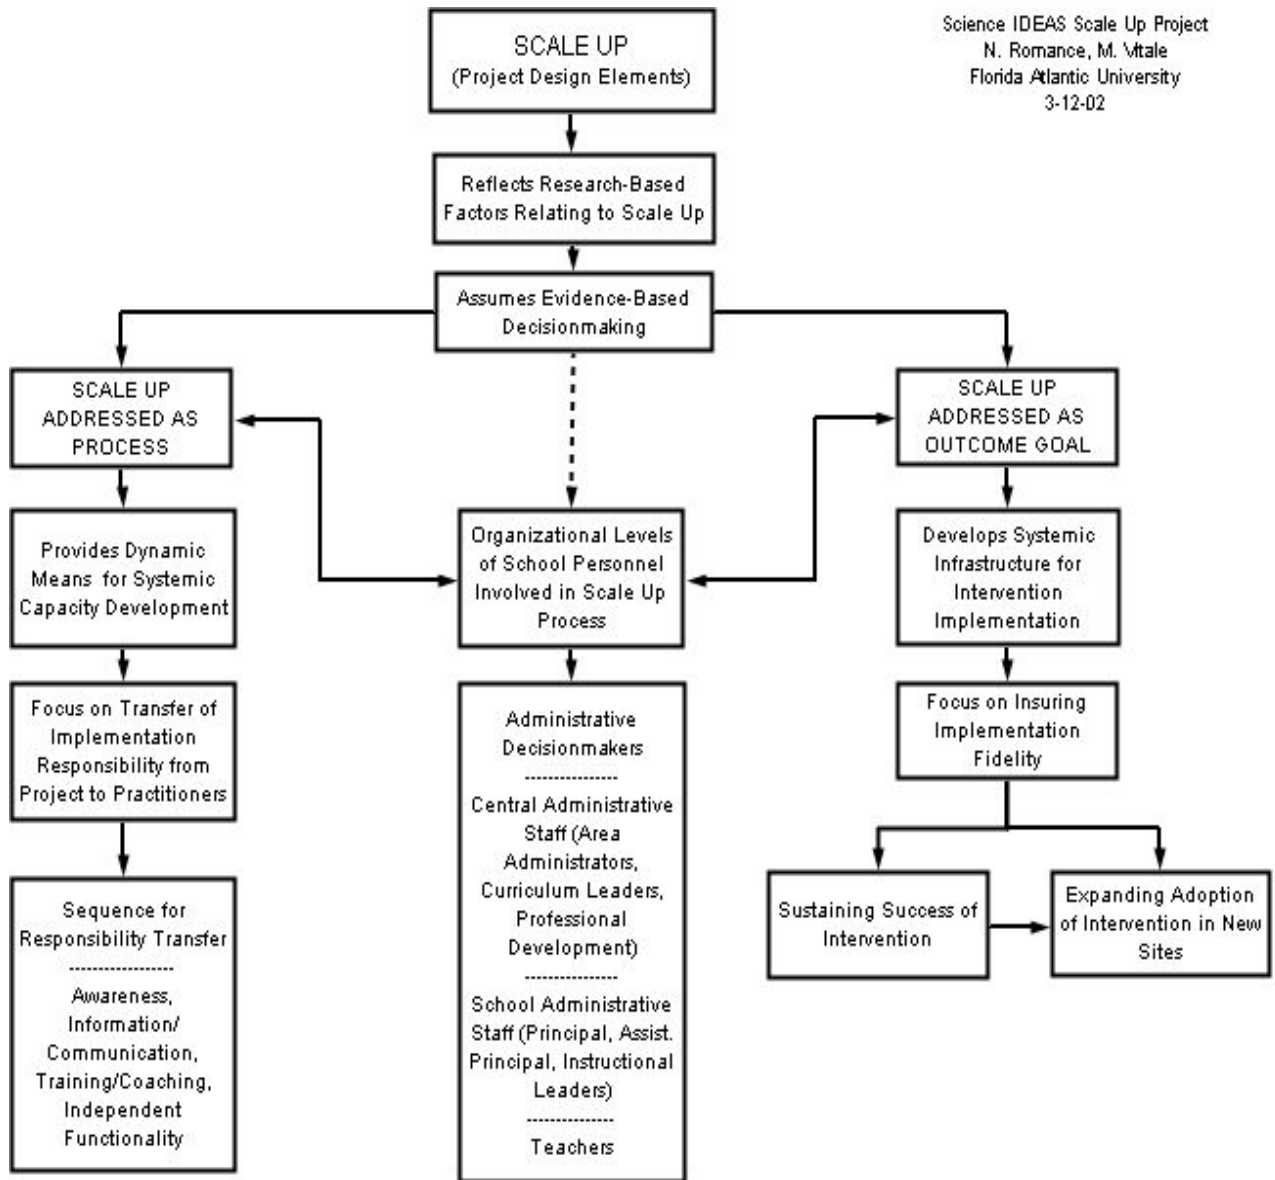 Science IDEAS Scale Up Project
N. Romance, M. Vitale
Florida Atlantic University
3-12-02
SCALE UP
(Project Design Elements)
Reflects Research-Based
Factors Relating to Scale Up
Assumes Evidence-Based
Decisionmaking
SCALE UP
ADDRESSED AS
PROCESS
SCALE UP
ADDRESSED AS
OUTCOME GOAL
Provides Dynamic
Means for Systemic
Capacity Development
Organizational Levels
of School Personnel
Involved in Scale Up
Process
Develops Systemic
Infrastructure for
Intervention
Implementation
Focus on Transfer of
Implementation
Responsibility from
Project to Practitioners
Administrative
Decisionmakers
----------------
Central Administrative
Staff (Area
Administrators,
Curriculum Leaders,
Professional
Development)
----------------
School Administrative
Staff (Principal, Assist.
Principal, Instructional
Leaders)
---------------
Teachers
Focus on Insuring
Implementation
Fidelity
Sequence for
Responsibility Transfer
------------------
Awareness,
Information/
Communication,
Training/Coaching,
Independent
Functionality
Sustaining Success of
Intervention
Expanding Adoption
of Intervention in New
Sites